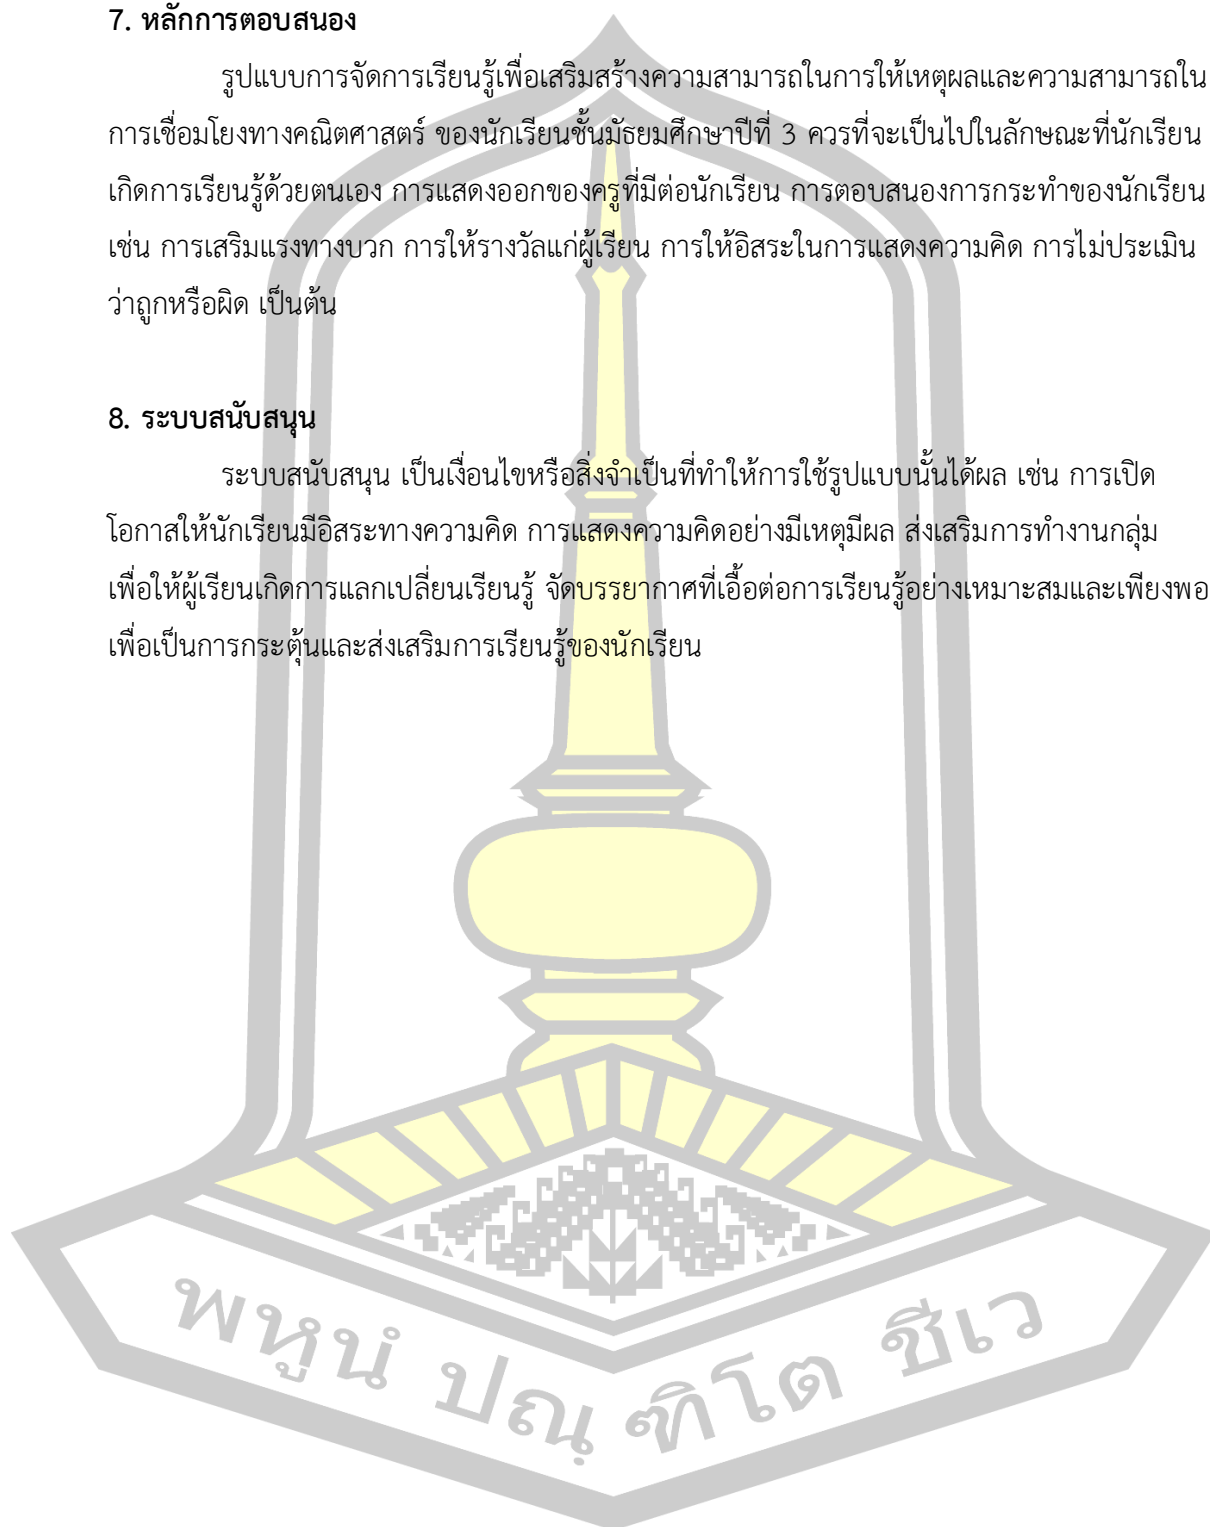 7. หลักการตอบสนอง
รูปแบบการจัดการเรียนรู้เพื่อเสริมสร้างความสามารถในการให้เหตุผลและความสามารถใน
การเชื่อมโยงทางคณิตศาสตร์ ของนักเรียนชั้นมัธยมศึกษาปีที่ 3 ควรที่จะเป็นไปในลักษณะที่นักเรียน
เกิดการเรียนรู้ด้วยตนเอง การแสดงออกของครูที่มีต่อนักเรียน การตอบสนองการกระทำของนักเรียน
เช่น การเสริมแรงทางบวก การให้รางวัลแก่ผู้เรียน การให้อิสระในการแสดงความคิด การไม่ประเมิน
ว่าถูกหรือผิด เป็นต้น
8. ระบบสนับสนุน
ระบบสนับสนุน เป็นเงื่อนไขหรือสิ่งจำเป็นที่ทำให้การใช้รูปแบบนั้นได้ผล เช่น การเปิด
โอกาสให้นักเรียนมีอิสระทางความคิด การแสดงความคิดอย่างมีเหตุมีผล ส่งเสริมการทำงานกลุ่ม
เพื่อให้ผู้เรียนเกิดการแลกเปลี่ยนเรียนรู้ จัดบรรยากาศที่เอื้อต่อการเรียนรู้อย่างเหมาะสมและเพียงพอ
เพื่อเป็นการกระตุ้นและส่งเสริมการเรียนรู้ของนักเรียน
พหูนํ ปณฺฑิโต ชีเว